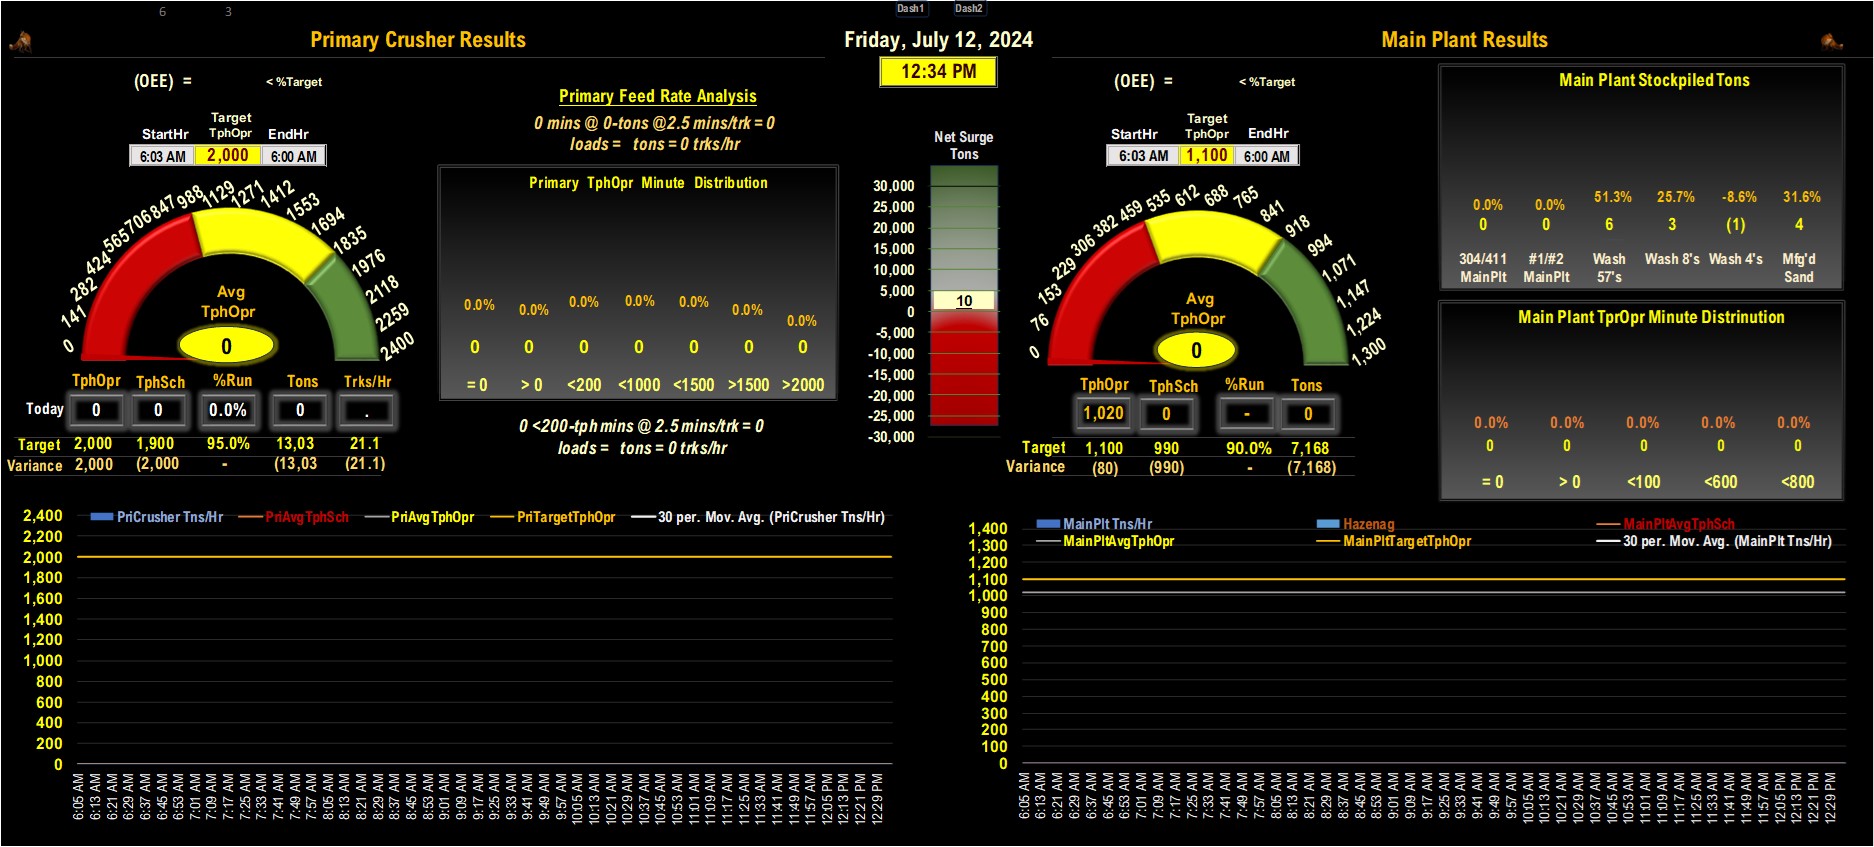 6 3
Dash1 Dash2
Primary Crusher Results
Friday, July 12, 2024
Main Plant Results
12:34 PM
(OEE) = < %Target
Target
StartHr TphOpr EndHr
6:03 AM 2,000 6:00 AM
0 141 282 424 565 706 847 988 1129 1271 1412 1553 1694 1835 1976 2118 2259 2400
Avg
TphOpr
0
TphOpr TphSch %Run Tons Trks/Hr
Today 0 0 0.0% 0 .
Target 2,000 1,900 95.0% 13,03 21.1
Variance 2,000 (2,000 - (13,03 (21.1)
Primary Feed Rate Analysis
0 mins @ 0-tons @2.5 mins/trk = 0
loads = tons = 0 trks/hr
Primary TphOpr Minute Distribution
0.0% 0.0% 0.0% 0.0% 0.0% 0.0% 0.0%
0 0 0 0 0 0 0
= 0 > 0 <200 <1000 <1500 >1500 >2000
0 <200-tph mins @ 2.5 mins/trk = 0
loads = tons = 0 trks/hr
Net Surge
Tons
30,000
25,000
20,000
15,000
10,000
5,000
10
0
-5,000
-10,000
-15,000
-20,000
-25,000
-30,000
(OEE) = < %Target
Target
StartHr TphOpr EndHr
6:03 AM 1,100 6:00 AM
0 76 153 229 306 382 459 535 612 688 765 841 918 994 1,071 1,147 1,224 1,300
Avg
TphOpr
0
TphOpr TphSch %Run Tons
1,020 0 - 0
Target 1,100 990 90.0% 7,168
Variance (80) (990) - (7,168)
Main Plant Stockpiled Tons
0.0% 0.0% 51.3% 25.7% -8.6% 31.6%
0 0 6 3 (1) 4
304/411 #1/#2 Wash Wash 8's Wash 4's Mfg'd
MainPlt MainPlt 57's Sand
Main Plant TprOpr Minute Distrinution
0.0% 0.0% 0.0% 0.0% 0.0%
0 0 0 0 0
= 0 > 0 <100 <600 <800
PriCrusher Tns/Hr PriAvgTphSch PriAvgTphOpr PriTargetTphOpr 30 per. Mov. Avg. (PriCrusher Tns/Hr)
2,400
2,200
2,000
1,800
1,600
1,400
1,200
1,000
800
600
400
200
0
6:05 AM 6:13 AM 6:21 AM 6:29 AM 6:37 AM 6:45 AM 6:53 AM 7:01 AM 7:09 AM 7:17 AM 7:25 AM 7:33 AM 7:41 AM 7:49 AM 7:57 AM 8:05 AM 8:13 AM 8:21 AM 8:29 AM 8:37 AM 8:45 AM 8:53 AM 9:01 AM 9:09 AM 9:17 AM 9:25 AM 9:33 AM 9:41 AM 9:49 AM 9:57 AM 10:05 AM 10:13 AM 10:21 AM 10:29 AM 10:37 AM 10:45 AM 10:53 AM 11:01 AM 11:09 AM 11:17 AM 11:25 AM 11:33 AM 11:41 AM 11:49 AM 11:57 AM 12:05 PM 12:13 PM 12:21 PM 12:29 PM
MainPlt Tns/Hr Hazenag MainPltAvgTphSch
MainPltAvgTphOpr MainPltTargetTphOpr 30 per. Mov. Avg. (MainPlt Tns/Hr)
1,400
1,300
1,200
1,100
1,000
900
800
700
600
500
400
300
200
100
0
6:05 AM 6:13 AM 6:21 AM 6:29 AM 6:37 AM 6:45 AM 6:53 AM 7:01 AM 7:09 AM 7:17 AM 7:25 AM 7:33 AM 7:41 AM 7:49 AM 7:57 AM 8:05 AM 8:13 AM 8:21 AM 8:29 AM 8:37 AM 8:45 AM 8:53 AM 9:01 AM 9:09 AM 9:17 AM 9:25 AM 9:33 AM 9:41 AM 9:49 AM 9:57 AM 10:05 AM 10:13 AM 10:21 AM 10:29 AM 10:37 AM 10:45 AM 10:53 AM 11:01 AM 11:09 AM 11:17 AM 11:25 AM 11:33 AM 11:41 AM 11:49 AM 11:57 AM 12:05 PM 12:13 PM 12:21 PM 12:29 PM